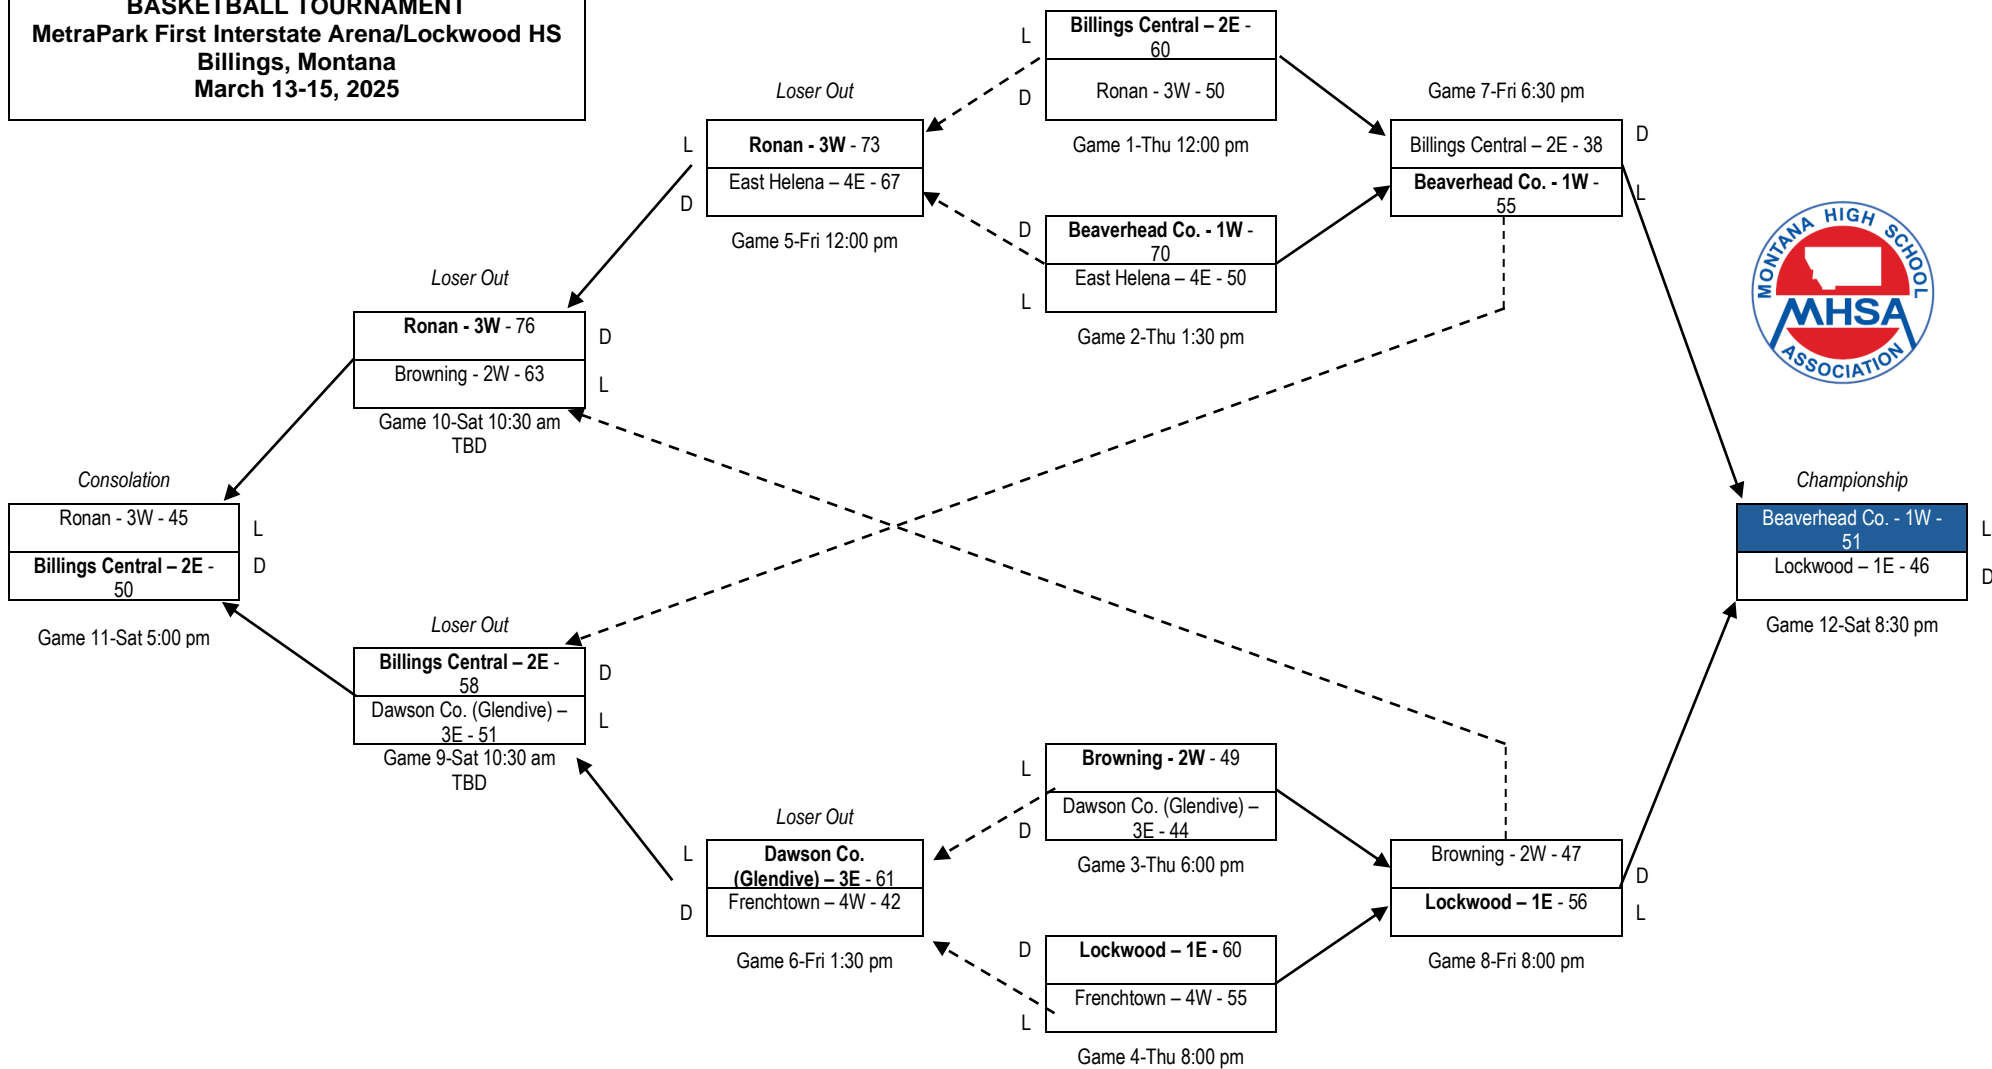 BASKETBALL TOURNAMENT
MetraPark First Interstate Arena/Lockwood HS
Billings, Montana
March 13-15, 2025
L
Billings Central – 2E -
60
D
Ronan - 3W - 50
Game 1-Thu 12:00 pm
D
Beaverhead Co. - 1W -
70
East Helena – 4E - 50
L
Game 2-Thu 1:30 pm
Loser Out
L
Ronan - 3W - 73
East Helena – 4E - 67
D
Game 5-Fri 12:00 pm
Game 7-Fri 6:30 pm
Billings Central – 2E - 38
D
Beaverhead Co. - 1W -
55
L
MONTANA HIGH SCHOOL
MHSA
ASSOCIATION
Loser Out
Ronan - 3W - 76
D
Browning - 2W - 63
L
Game 10-Sat 10:30 am
TBD
Consolation
Ronan - 3W - 45
L
Billings Central – 2E -
50
D
Game 11-Sat 5:00 pm
Championship
Beaverhead Co. - 1W -
51
L
Lockwood – 1E - 46
D
Game 12-Sat 8:30 pm
Loser Out
Billings Central – 2E -
58
D
Dawson Co. (Glendive) –
3E - 51
L
Game 9-Sat 10:30 am
TBD
L
Browning - 2W - 49
Dawson Co. (Glendive) –
3E - 44
D
Game 3-Thu 6:00 pm
Loser Out
L
Dawson Co.
(Glendive) – 3E - 61
Frenchtown – 4W - 42
D
Game 6-Fri 1:30 pm
Browning - 2W - 47
D
Lockwood – 1E - 56
L
Game 8-Fri 8:00 pm
D
Lockwood – 1E - 60
Frenchtown – 4W - 55
L
Game 4-Thu 8:00 pm